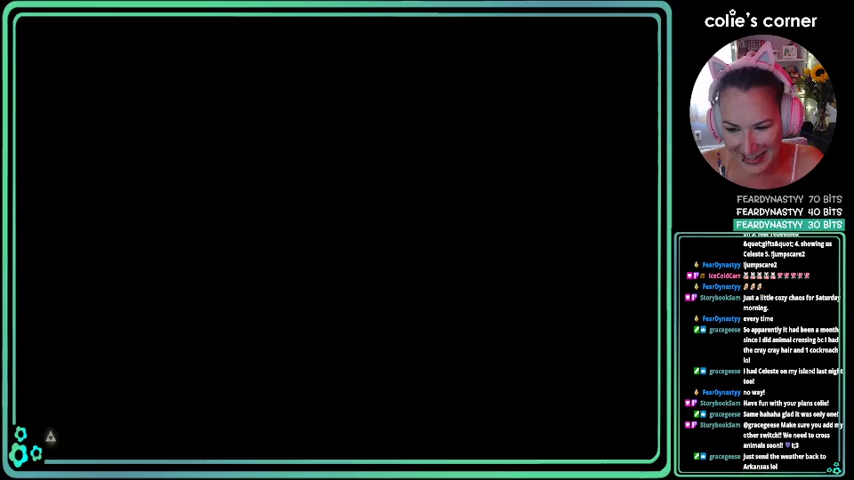 colie's corner
FEARDYNASTYY 70 BITS
FEARDYNASTYY 40 BITS
FEARDYNASTYY 30 BITS
&quot;gifts&quot; 4. showing us
Celeste 5. !jumpscare2
FearDynastyy !jumpscare2
IceColdCarr
FearDynastyy
StorybookSam Just a little cozy chaos for Saturday
morning.
FearDynastyy every time
gracegeese So apparently it had been a month
since I did animal crossing bc I had
the cray cray hair and 1 cockroach
lol
gracegeese I had Celeste on my island last night
too!
FearDynastyy no way!
StorybookSam Have fun with your plans colie!
gracegeese Same hahaha glad it was only one!
StorybookSam @gracegeese Make sure you add my
other switch!! We need to cross
animals soon!!
gracegeese Just send the weather back to
Arkansas lol